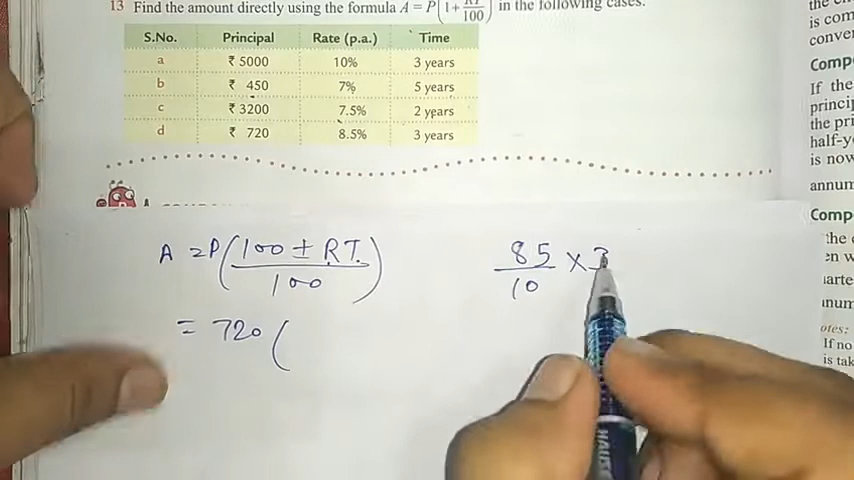 13 Find the amount directly using the formula A = P(1 + RT/100) in the following cases.
S.No. Principal Rate (p.a.) Time
a ₹ 5000 10% 3 years
b ₹ 450 7% 5 years
c ₹ 3200 7.5% 2 years
d ₹ 720 8.5% 3 years
A = P(100 ± R.T./100)
= 720 (
85/10 × 3
is com
conver
Comp
If the
princip
the pri
half-y
is now
annum
Comp
the
en w
arte
num
otes:
If no
is tak